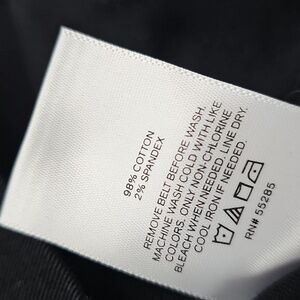 98% COTTON
2% SPANDEX
REMOVE BELT BEFORE WASH.
MACHINE WASH COLD WITH LIKE
COLORS. ONLY NON-CHLORINE
BLEACH WHEN NEEDED. LINE DRY.
COOL IRON IF NEEDED.
RN# 55285